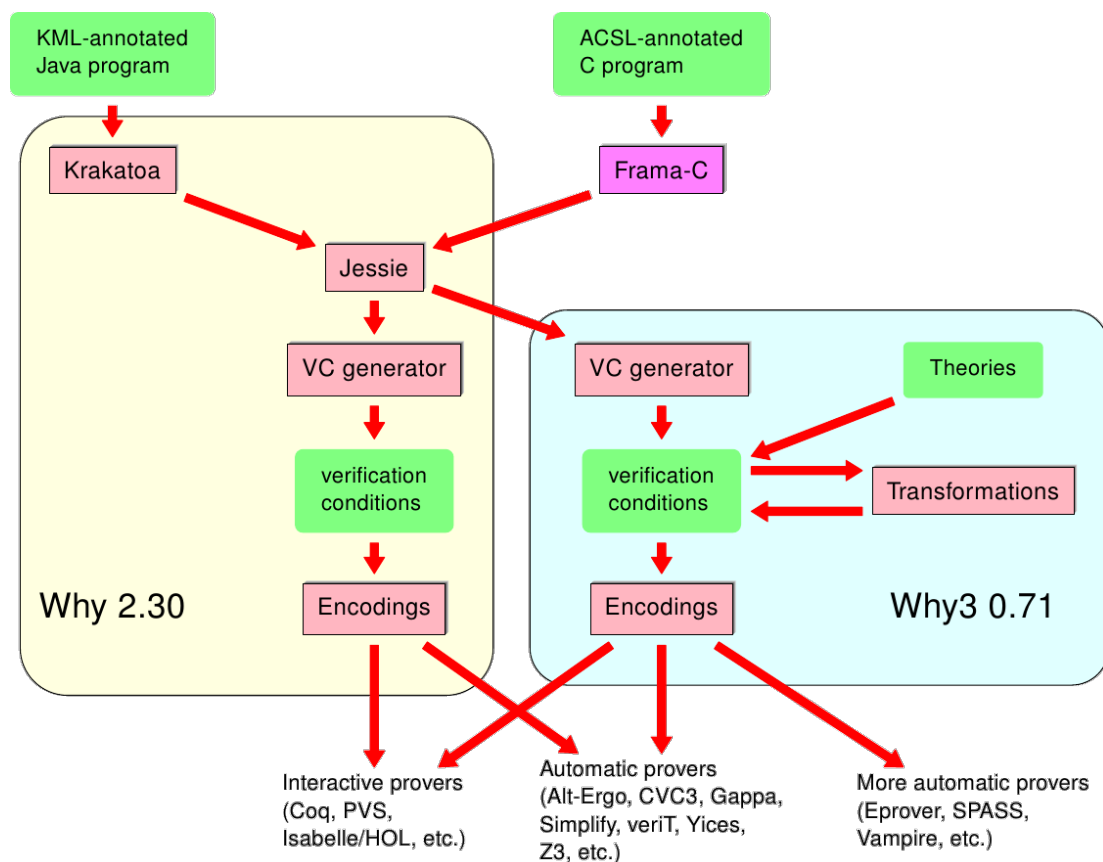 KML-annotated
Java program
ACSL-annotated
C program
Krakatoa
Frama-C
Jessie
VC generator
VC generator
Theories
verification
conditions
verification
conditions
Transformations
Why 2.30
Encodings
Encodings
Why3 0.71
Interactive provers
(Coq, PVS,
Isabelle/HOL, etc.)
Automatic provers
(Alt-Ergo, CVC3, Gappa,
Simplify, veriT, Yices,
Z3, etc.)
More automatic provers
(Eprover, SPASS,
Vampire, etc.)